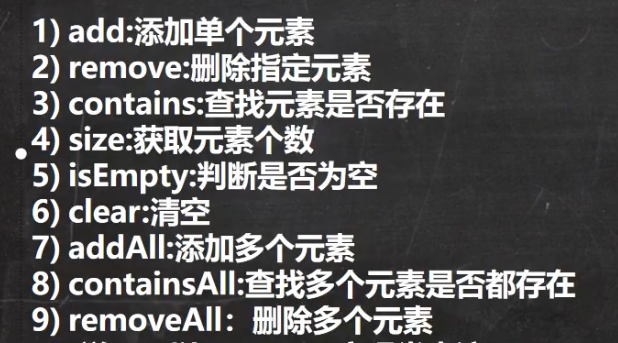 1) add:添加单个元素
2) remove:删除指定元素
3) contains:查找元素是否存在
4) size:获取元素个数
5) isEmpty:判断是否为空
6) clear:清空
7) addAll:添加多个元素
8) containsAll:查找多个元素是否都存在
9) removeAll：删除多个元素